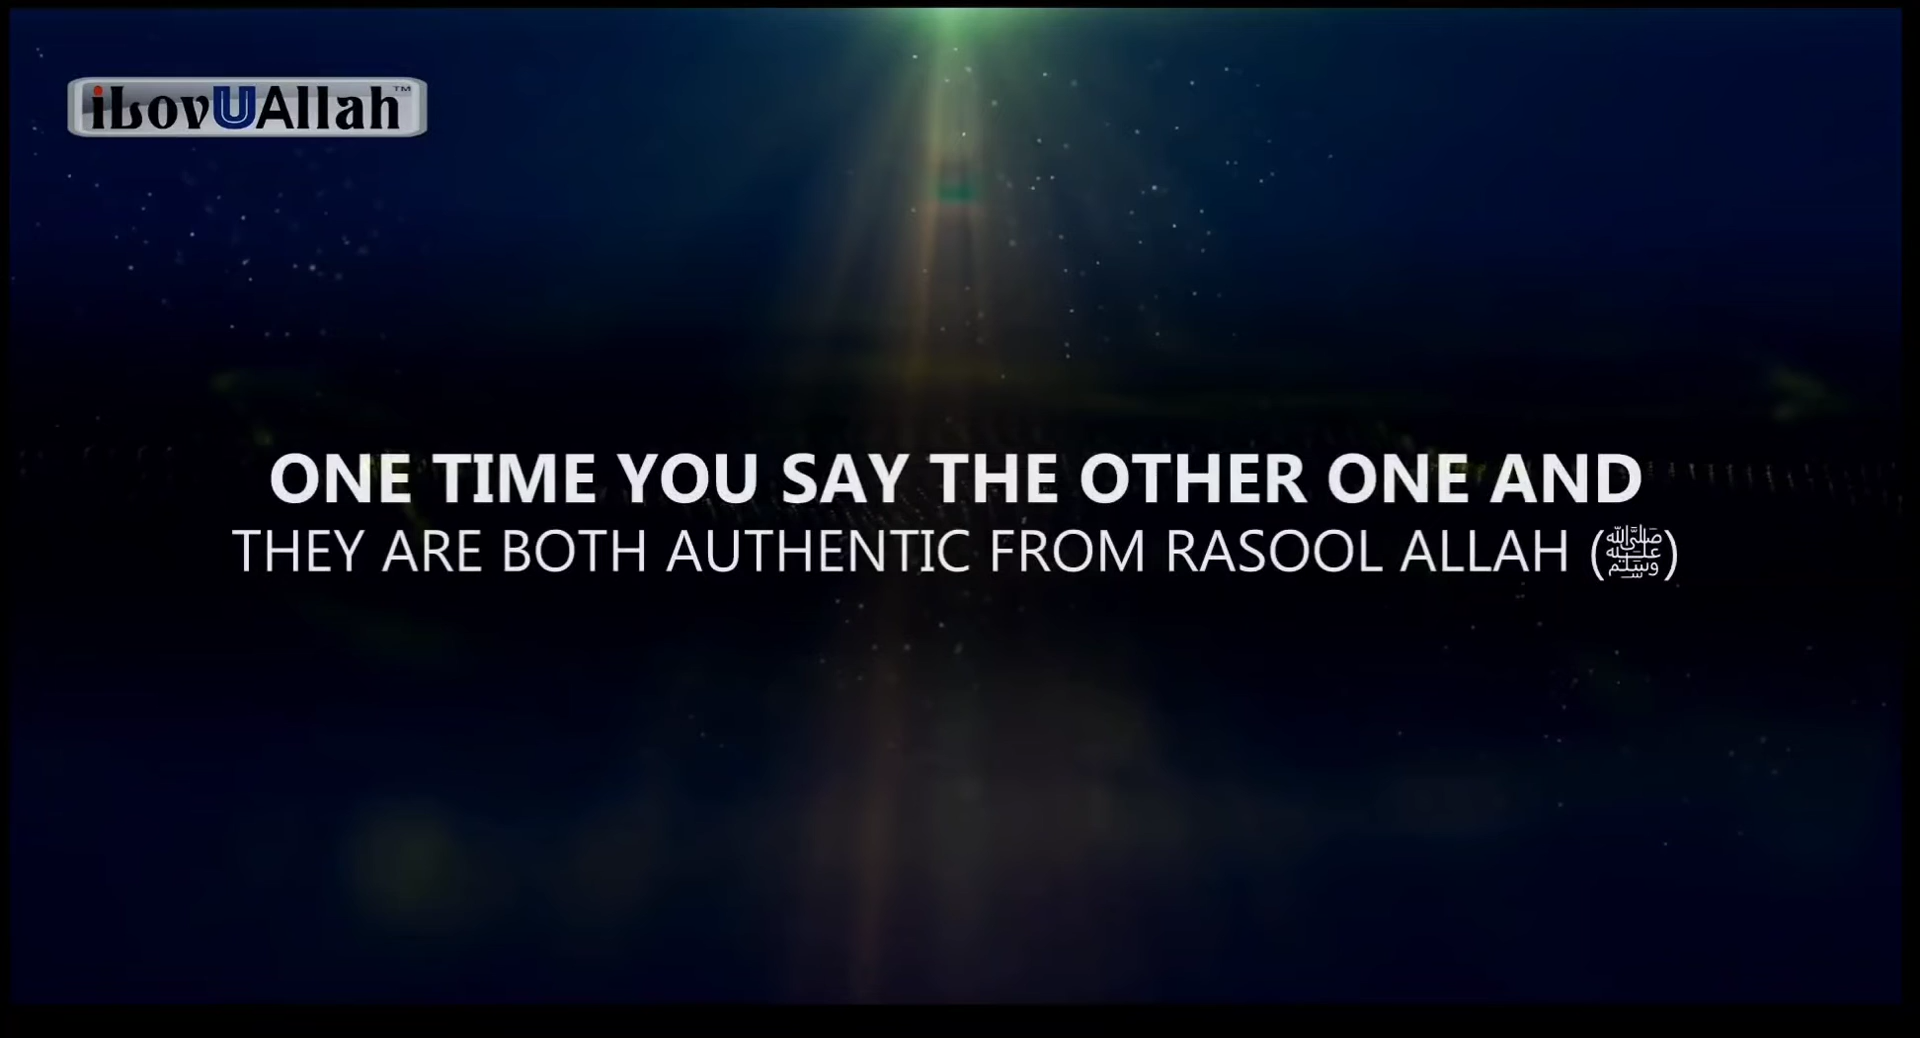 iLovUAllah™
ONE TIME YOU SAY THE OTHER ONE AND
THEY ARE BOTH AUTHENTIC FROM RASOOL ALLAH (ﷺ)